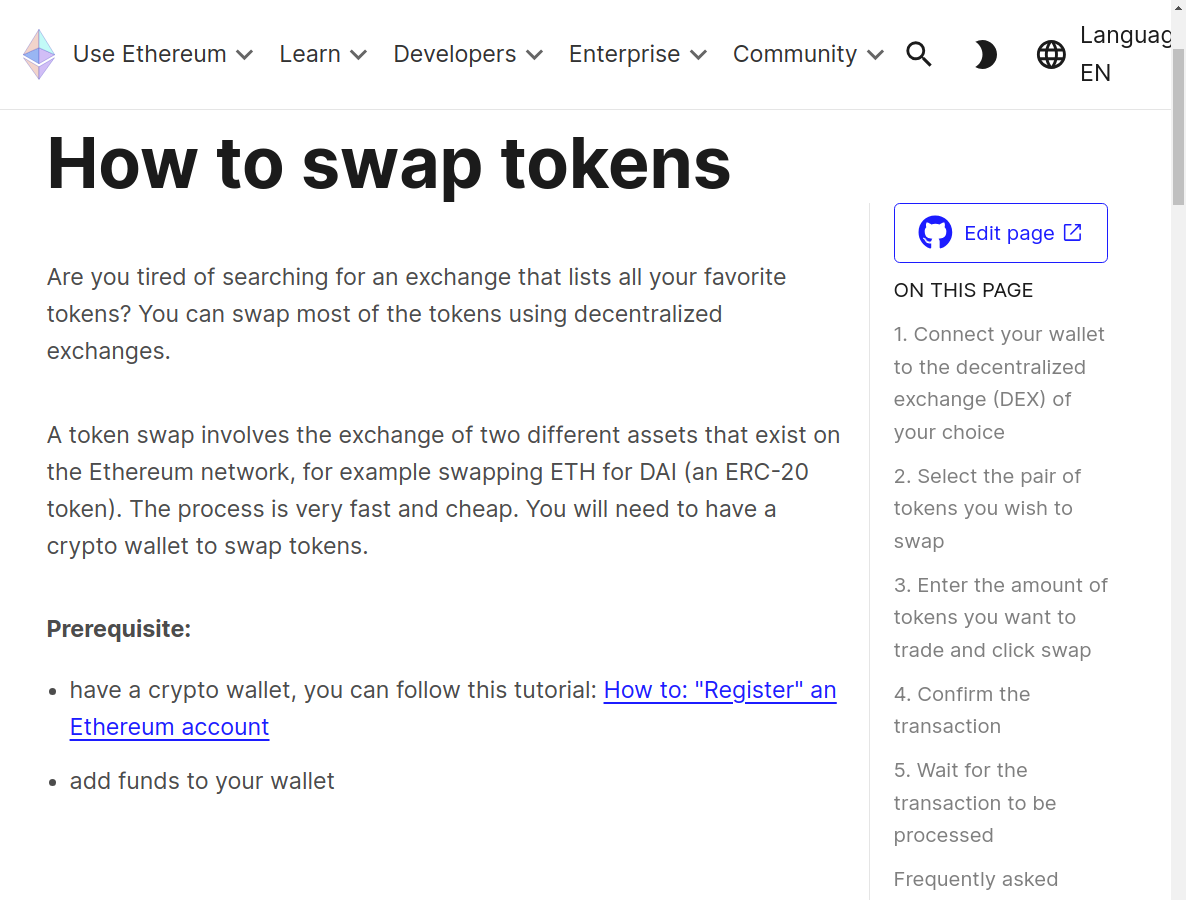 Use Ethereum Learn Developers Enterprise Community
Languag
EN
How to swap tokens
Are you tired of searching for an exchange that lists all your favorite
tokens? You can swap most of the tokens using decentralized
exchanges.
A token swap involves the exchange of two different assets that exist on
the Ethereum network, for example swapping ETH for DAI (an ERC-20
token). The process is very fast and cheap. You will need to have a
crypto wallet to swap tokens.
Prerequisite:
• have a crypto wallet, you can follow this tutorial: How to: "Register" an
Ethereum account
• add funds to your wallet
Edit page
ON THIS PAGE
1. Connect your wallet
to the decentralized
exchange (DEX) of
your choice
2. Select the pair of
tokens you wish to
swap
3. Enter the amount of
tokens you want to
trade and click swap
4. Confirm the
transaction
5. Wait for the
transaction to be
processed
Frequently asked